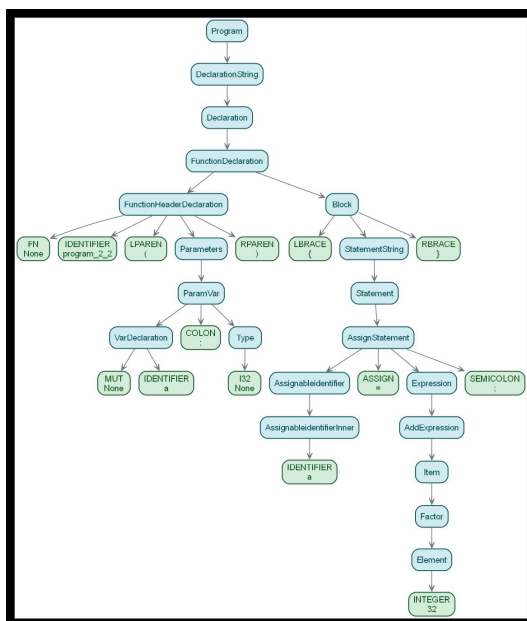 Program
DeclarationString
Declaration
FunctionDeclaration
FunctionHeaderDeclaration
Block
FN
None
IDENTIFIER
program_2_2
LPAREN
(
Parameters
RPAREN
)
LBRACE
{
StatementString
RBRACE
}
ParamVar
Statement
VarDeclaration
COLON
:
Type
AssignStatement
MUT
None
IDENTIFIER
a
I32
None
Assignableidentifier
ASSIGN
=
Expression
SEMICOLON
;
AssignableidentifierInner
AddExpression
IDENTIFIER
a
Item
Factor
Element
INTEGER
32